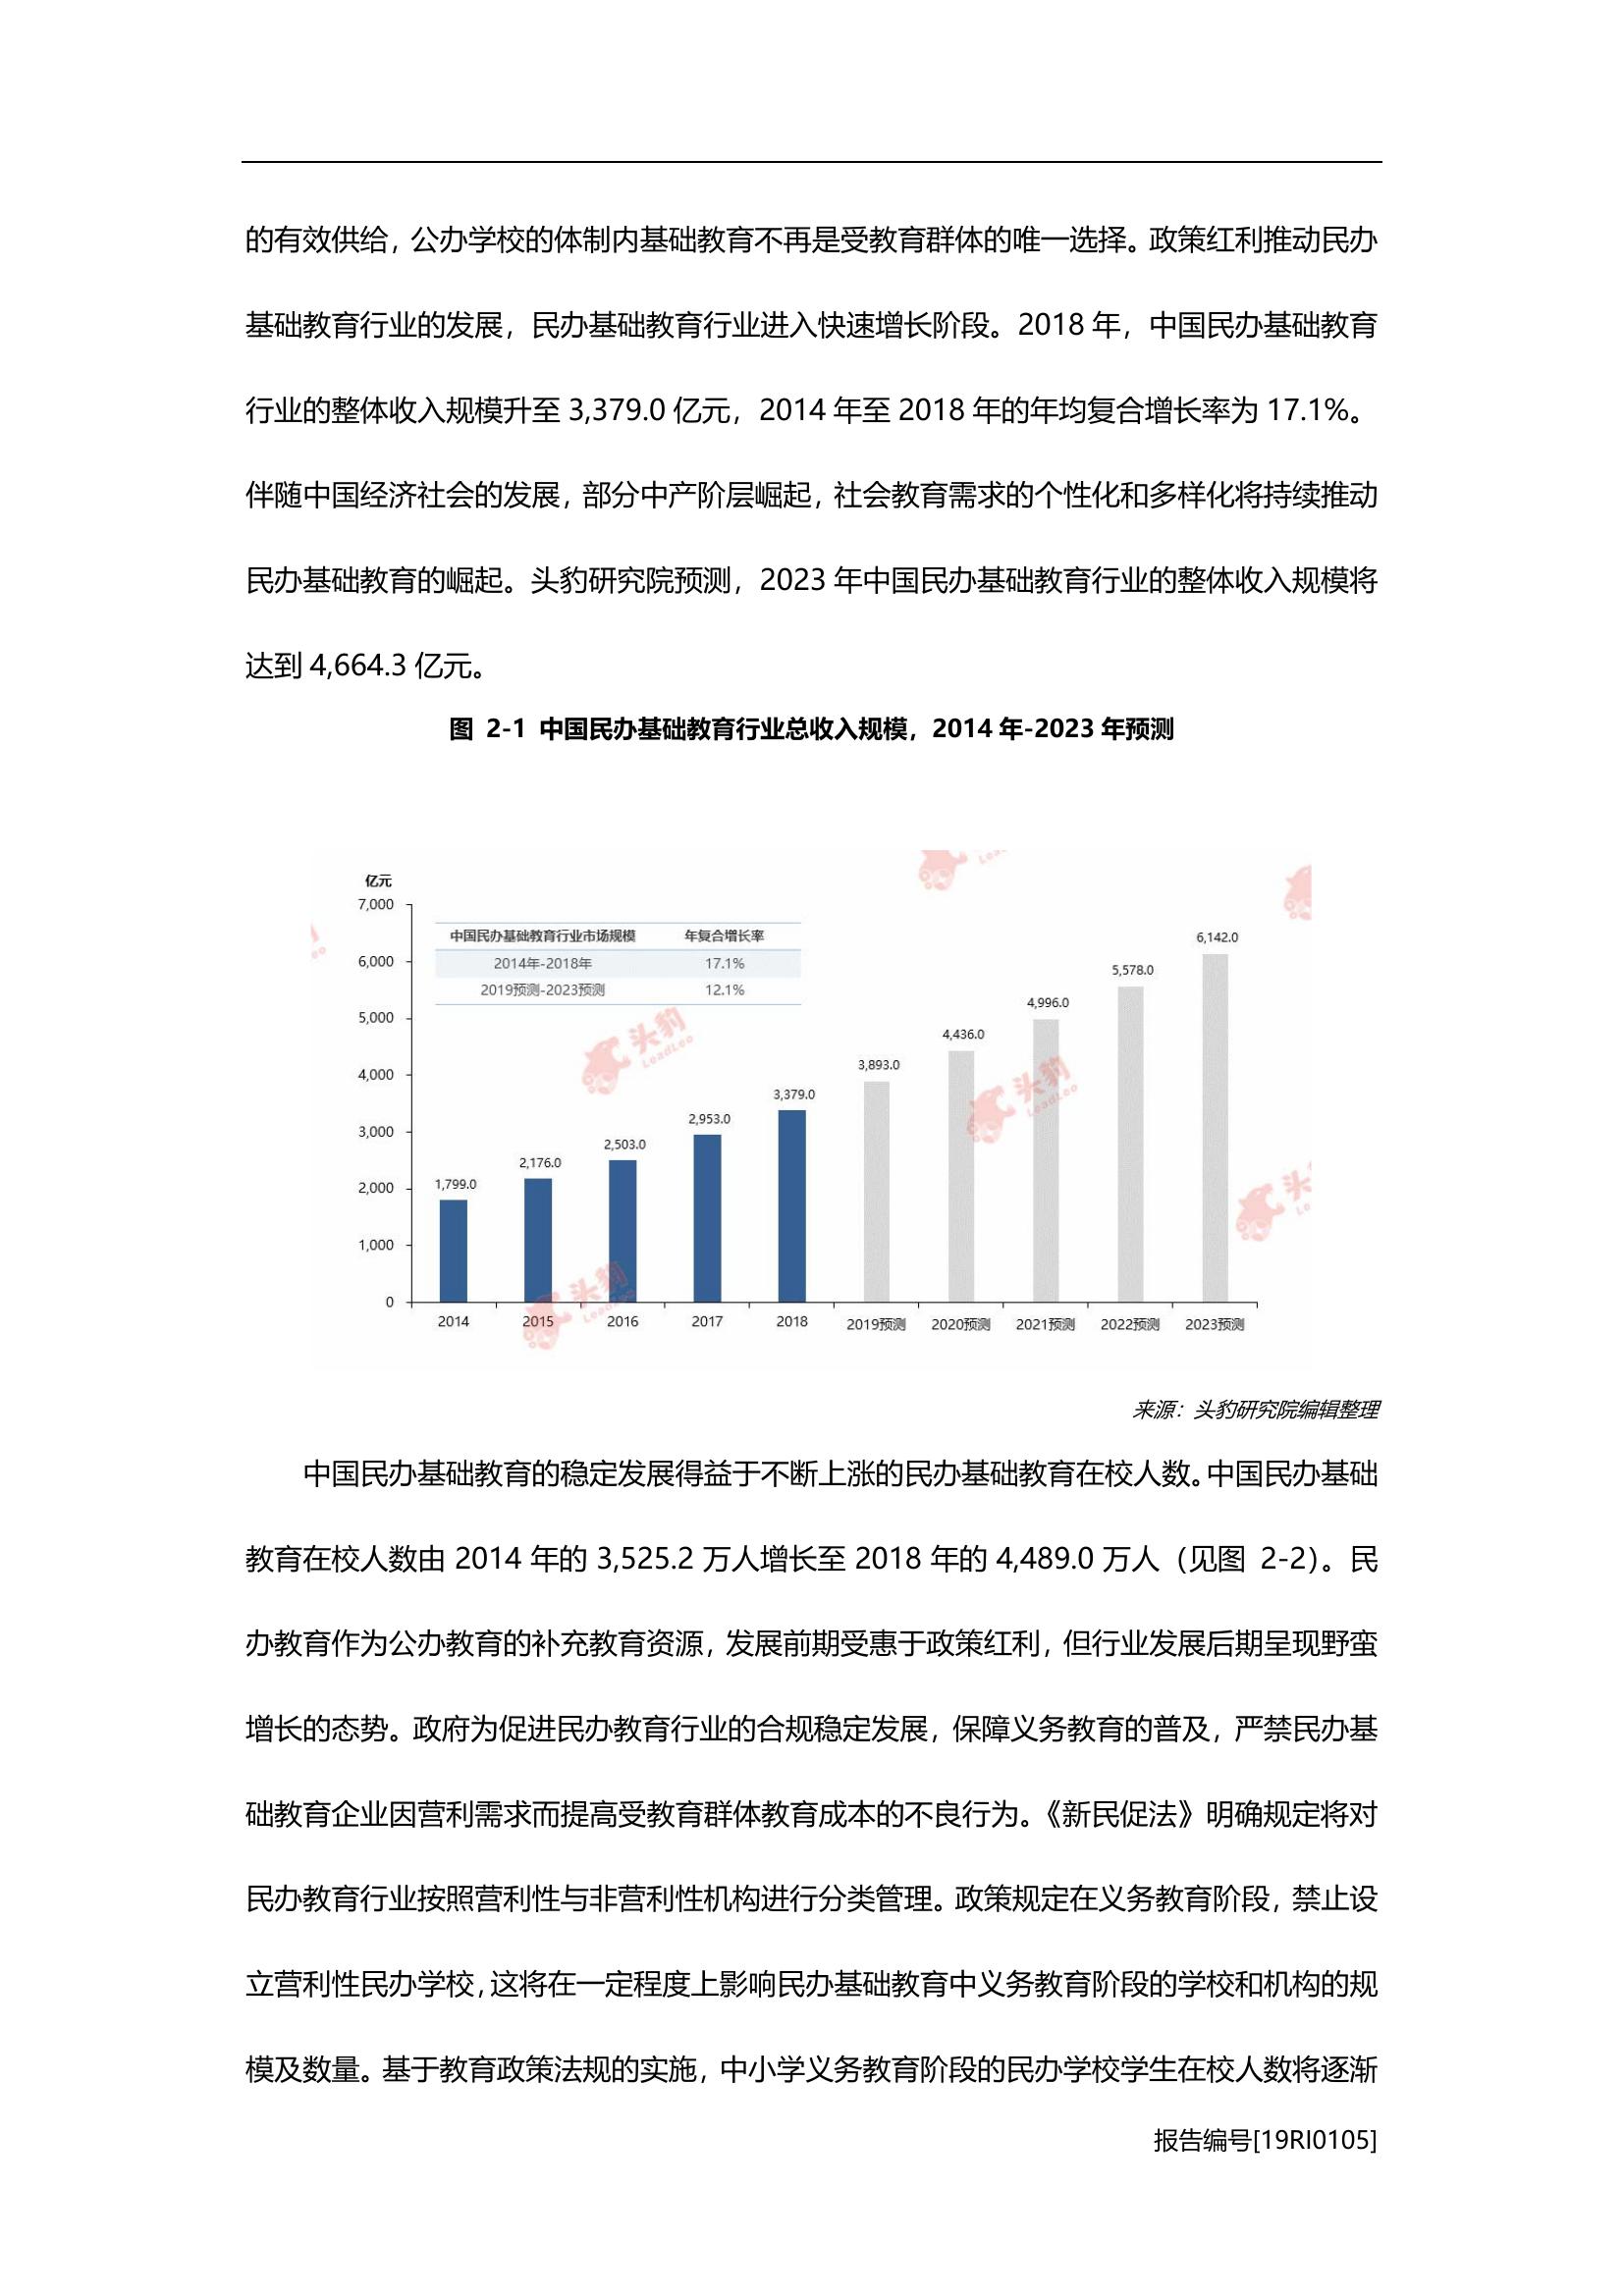 的有效供给，公办学校的体制内基础教育不再是受教育群体的唯一选择。政策红利推动民办
基础教育行业的发展，民办基础教育行业进入快速增长阶段。2018 年，中国民办基础教育
行业的整体收入规模升至 3,379.0 亿元，2014 年至 2018 年的年均复合增长率为 17.1%。
伴随中国经济社会的发展，部分中产阶层崛起，社会教育需求的个性化和多样化将持续推动
民办基础教育的崛起。头豹研究院预测，2023 年中国民办基础教育行业的整体收入规模将
达到 4,664.3 亿元。
图 2-1 中国民办基础教育行业总收入规模，2014 年-2023 年预测
亿元
7,000
6,000
5,000
4,000
3,000
2,000
1,000
0
中国民办基础教育行业市场规模 年复合增长率
2014年-2018年 17.1%
2019预测-2023预测 12.1%
1,799.0 2,176.0 2,503.0 2,953.0 3,379.0 3,893.0 4,436.0 4,996.0 5,578.0 6,142.0
2014 2015 2016 2017 2018 2019预测 2020预测 2021预测 2022预测 2023预测
头豹
LeadLeo
头豹
LeadLeo
头豹
LeadLeo
来源：头豹研究院编辑整理
中国民办基础教育的稳定发展得益于不断上涨的民办基础教育在校人数。中国民办基础
教育在校人数由 2014 年的 3,525.2 万人增长至 2018 年的 4,489.0 万人（见图 2-2）。民
办教育作为公办教育的补充教育资源，发展前期受惠于政策红利，但行业发展后期呈现野蛮
增长的态势。政府为促进民办教育行业的合规稳定发展，保障义务教育的普及，严禁民办基
础教育企业因营利需求而提高受教育群体教育成本的不良行为。《新民促法》明确规定将对
民办教育行业按照营利性与非营利性机构进行分类管理。政策规定在义务教育阶段，禁止设
立营利性民办学校，这将在一定程度上影响民办基础教育中义务教育阶段的学校和机构的规
模及数量。基于教育政策法规的实施，中小学义务教育阶段的民办学校学生在校人数将逐渐
报告编号[19RI0105]